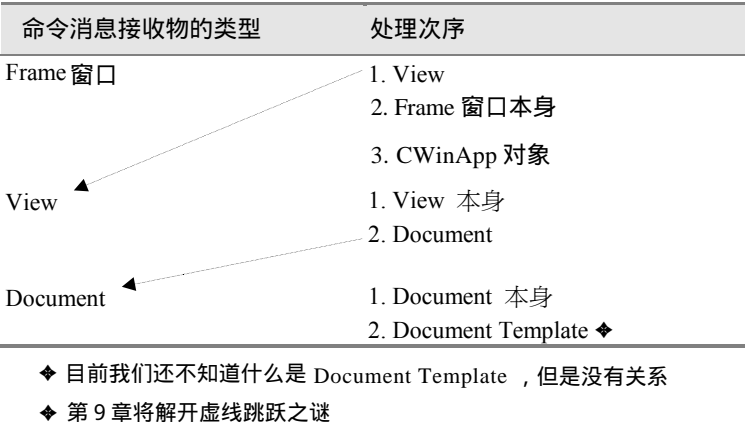 命令消息接收物的类型 处理次序
Frame 窗口 1. View
2. Frame 窗口本身
3. CWinApp 对象
View 1. View 本身
2. Document
Document 1. Document 本身
2. Document Template ❖
❖ 目前我们还不知道什么是 Document Template ，但是没有关系
❖ 第 9 章将解开虚线跳跃之谜